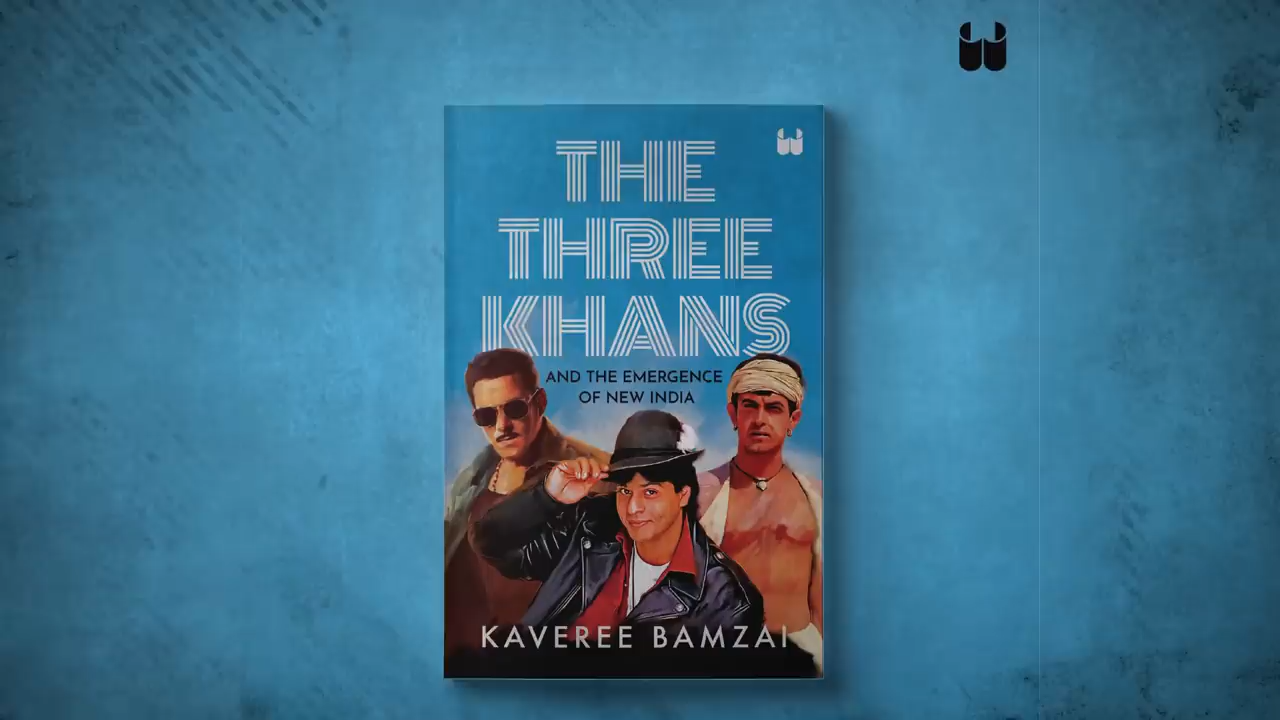 THE
THREE
KHANS
AND THE EMERGENCE
OF NEW INDIA
KAVEREE BAMZAI